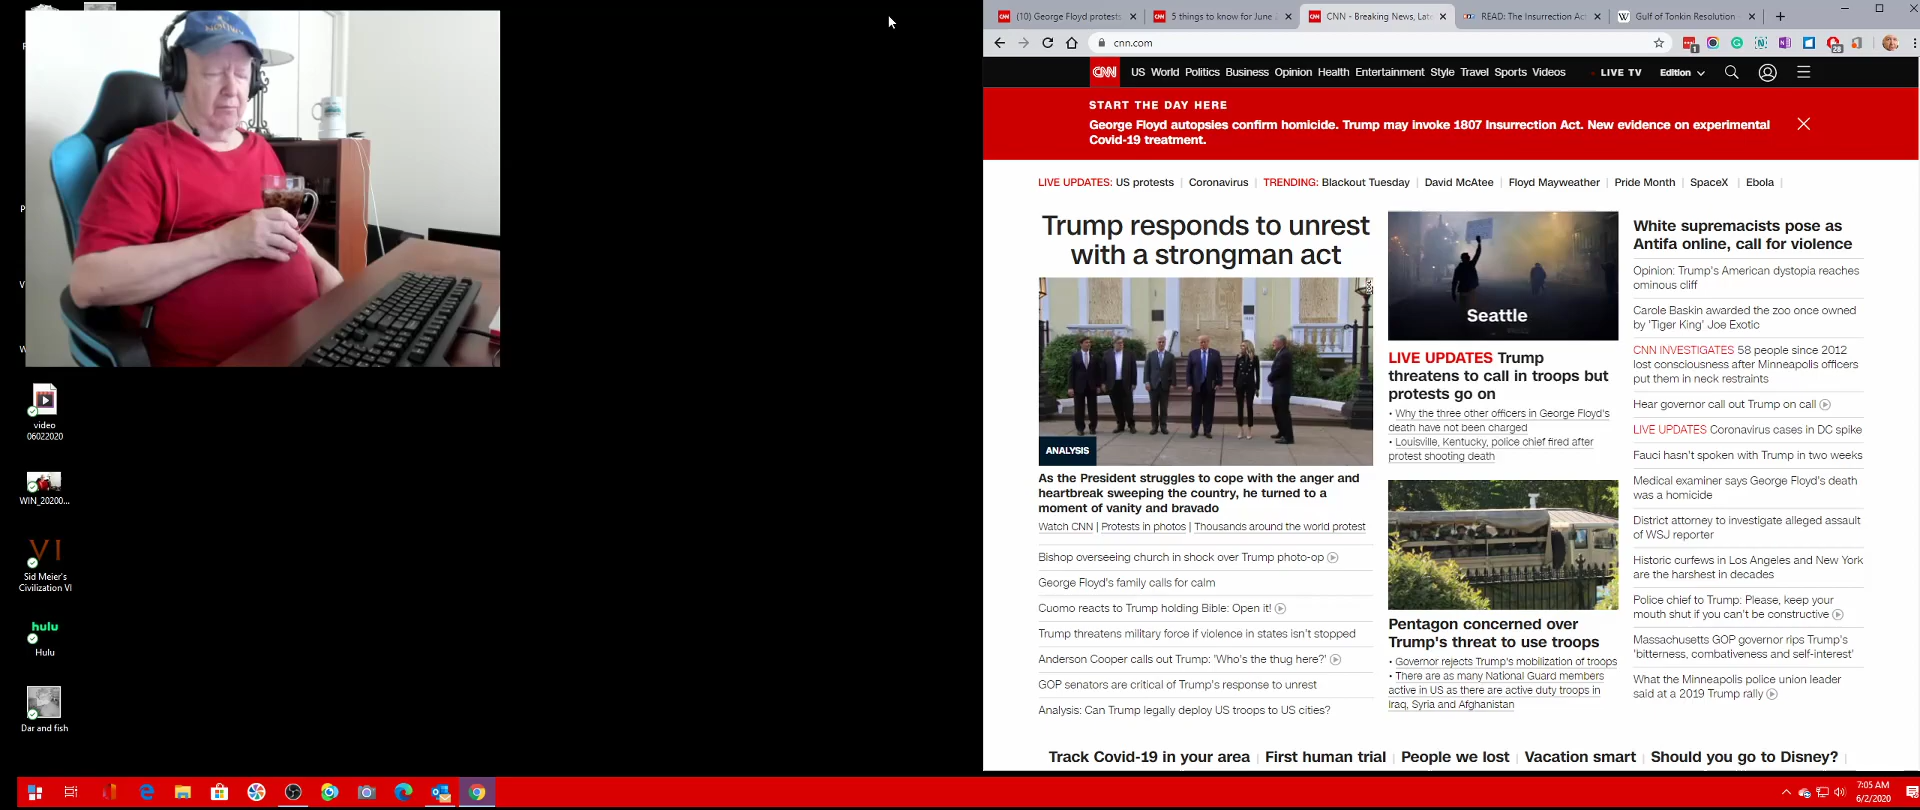 video
06022020
WIN_20200...
VI
Sid Meier's
Civilization VI
hulu
Hulu
Dar and fish
(10) George Floyd protests
5 things to know for June
CNN - Breaking News, Late
READ: The Insurrection Ac
Gulf of Tonkin Resolution -
cnn.com
CNN US World Politics Business Opinion Health Entertainment Style Travel Sports Videos LIVE TV Edition
START THE DAY HERE
George Floyd autopsies confirm homicide. Trump may invoke 1807 Insurrection Act. New evidence on experimental
Covid-19 treatment.
LIVE UPDATES: US protests | Coronavirus | TRENDING: Blackout Tuesday | David McAtee | Floyd Mayweather | Pride Month | SpaceX | Ebola |
Trump responds to unrest
with a strongman act
ANALYSIS
As the President struggles to cope with the anger and
heartbreak sweeping the country, he turned to a
moment of vanity and bravado
Watch CNN | Protests in photos | Thousands around the world protest
Bishop overseeing church in shock over Trump photo-op
George Floyd's family calls for calm
Cuomo reacts to Trump holding Bible: Open it!
Trump threatens military force if violence in states isn't stopped
Anderson Cooper calls out Trump: 'Who's the thug here?'
GOP senators are critical of Trump's response to unrest
Analysis: Can Trump legally deploy US troops to US cities?
Seattle
LIVE UPDATES Trump
threatens to call in troops but
protests go on
• Why the three other officers in George Floyd's
death have not been charged
• Louisville, Kentucky, police chief fired after
protest shooting death
Pentagon concerned over
Trump's threat to use troops
• Governor rejects Trump's mobilization of troops
• There are as many National Guard members
active in US as there are active duty troops in
Iraq, Syria and Afghanistan
White supremacists pose as
Antifa online, call for violence
Opinion: Trump's American dystopia reaches
ominous cliff
Carole Baskin awarded the zoo once owned
by 'Tiger King' Joe Exotic
CNN INVESTIGATES 58 people since 2012
lost consciousness after Minneapolis officers
put them in neck restraints
Hear governor call out Trump on call
LIVE UPDATES Coronavirus cases in DC spike
Fauci hasn't spoken with Trump in two weeks
Medical examiner says George Floyd's death
was a homicide
District attorney to investigate alleged assault
of WSJ reporter
Historic curfews in Los Angeles and New York
are the harshest in decades
Police chief to Trump: Please, keep your
mouth shut if you can't be constructive
Massachusetts GOP governor rips Trump's
'bitterness, combativeness and self-interest'
What the Minneapolis police union leader
said at a 2019 Trump rally
Track Covid-19 in your area | First human trial | People we lost | Vacation smart | Should you go to Disney? |
7:05 AM
6/2/2020